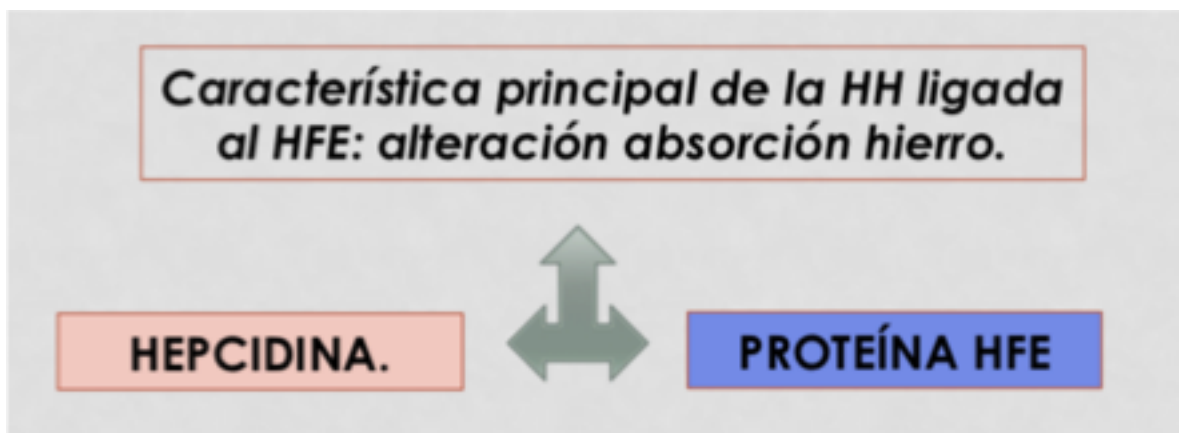 Característica principal de la HH ligada
al HFE: alteración absorción hierro.
HEPCIDINA.
PROTEÍNA HFE